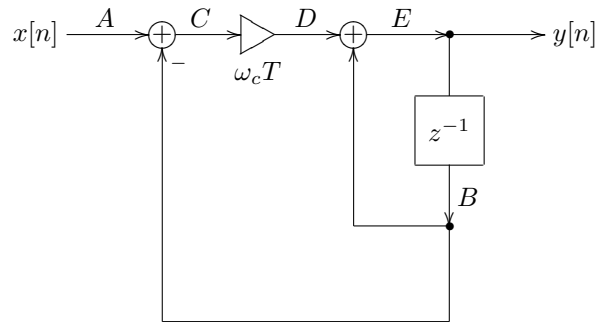 x[n] A + C D + E y[n]
−
ω_cT
z^{-1}
B